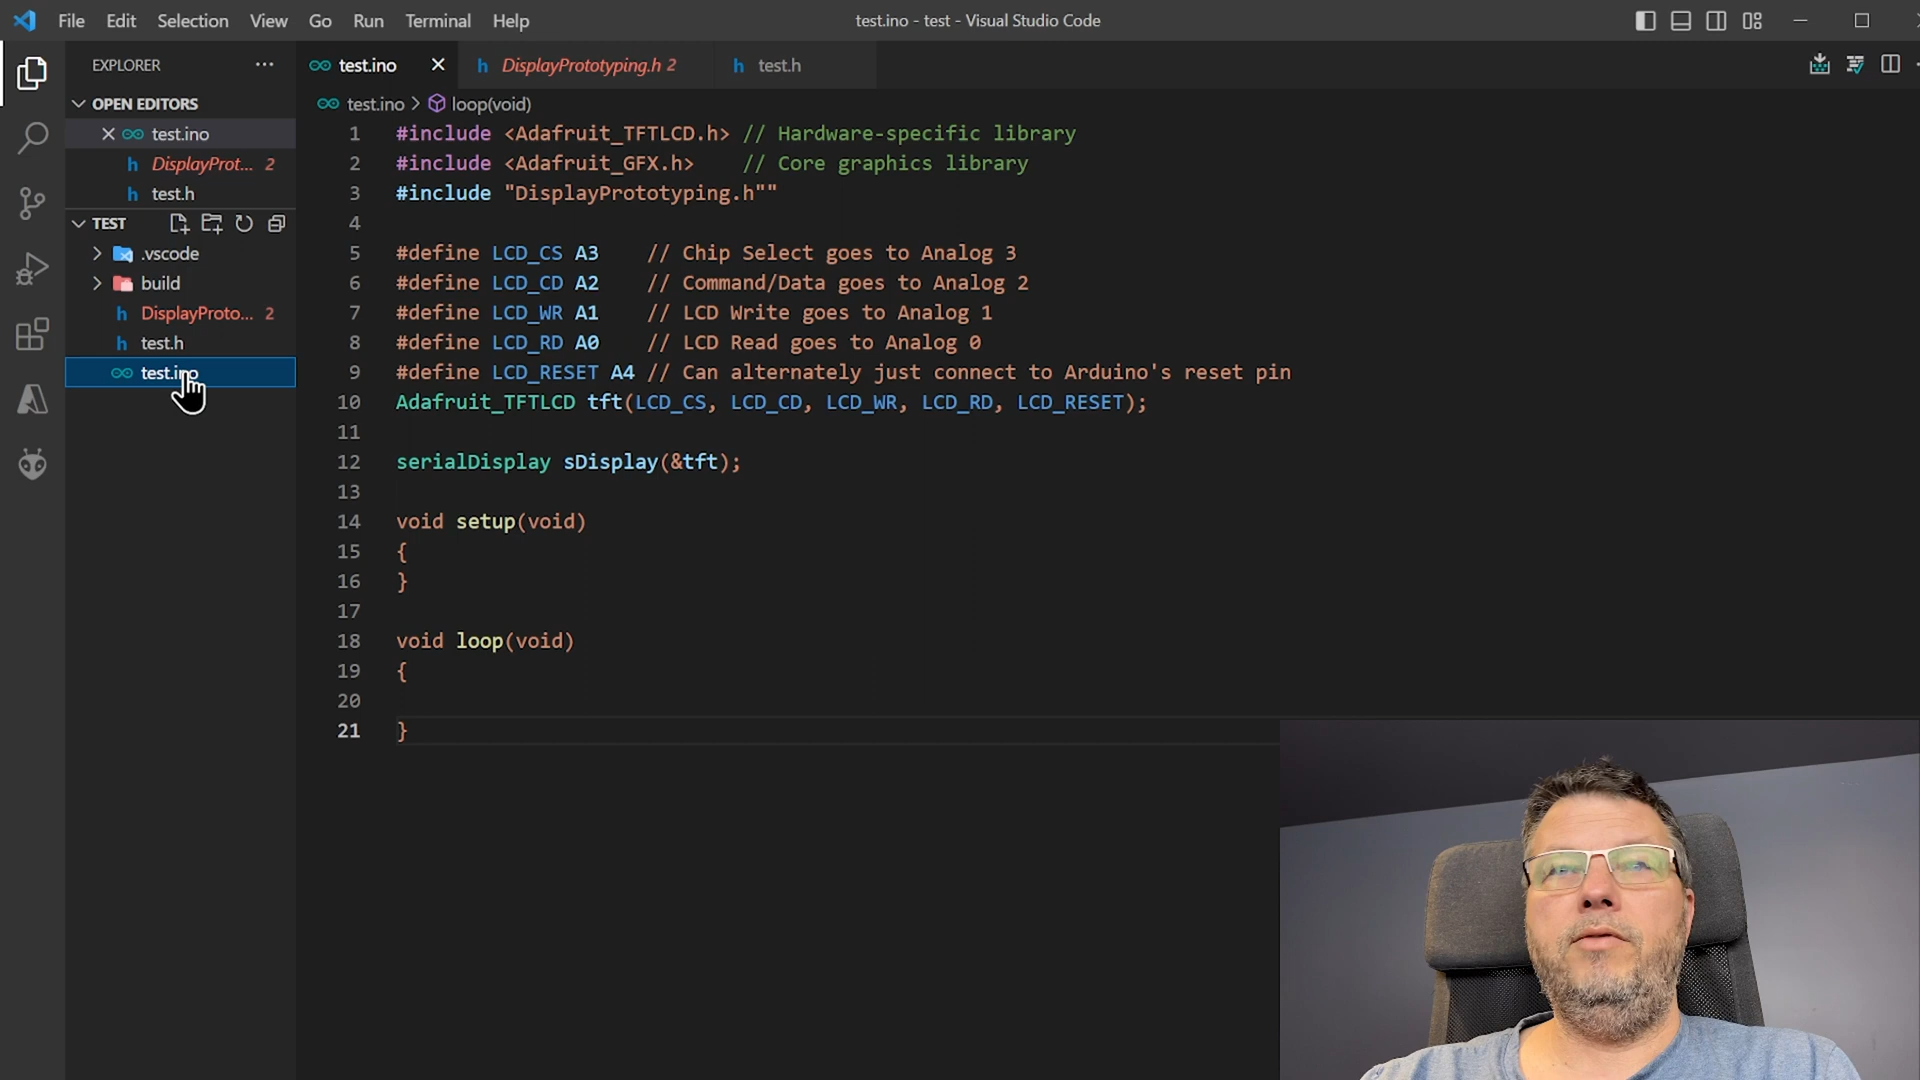 File Edit Selection View Go Run Terminal Help
test.ino - test - Visual Studio Code
EXPLORER
OPEN EDITORS
test.ino
DisplayProt... 2
test.h
TEST
.vscode
build
DisplayProto... 2
test.h
test.ino
test.ino
DisplayPrototyping.h 2
test.h
test.ino > loop(void)
1 #include <Adafruit_TFTLCD.h> // Hardware-specific library
2 #include <Adafruit_GFX.h> // Core graphics library
3 #include "DisplayPrototyping.h""
4
5 #define LCD_CS A3 // Chip Select goes to Analog 3
6 #define LCD_CD A2 // Command/Data goes to Analog 2
7 #define LCD_WR A1 // LCD Write goes to Analog 1
8 #define LCD_RD A0 // LCD Read goes to Analog 0
9 #define LCD_RESET A4 // Can alternately just connect to Arduino's reset pin
10 Adafruit_TFTLCD tft(LCD_CS, LCD_CD, LCD_WR, LCD_RD, LCD_RESET);
11
12 serialDisplay sDisplay(&tft);
13
14 void setup(void)
15 {
16 }
17
18 void loop(void)
19 {
20
21 }